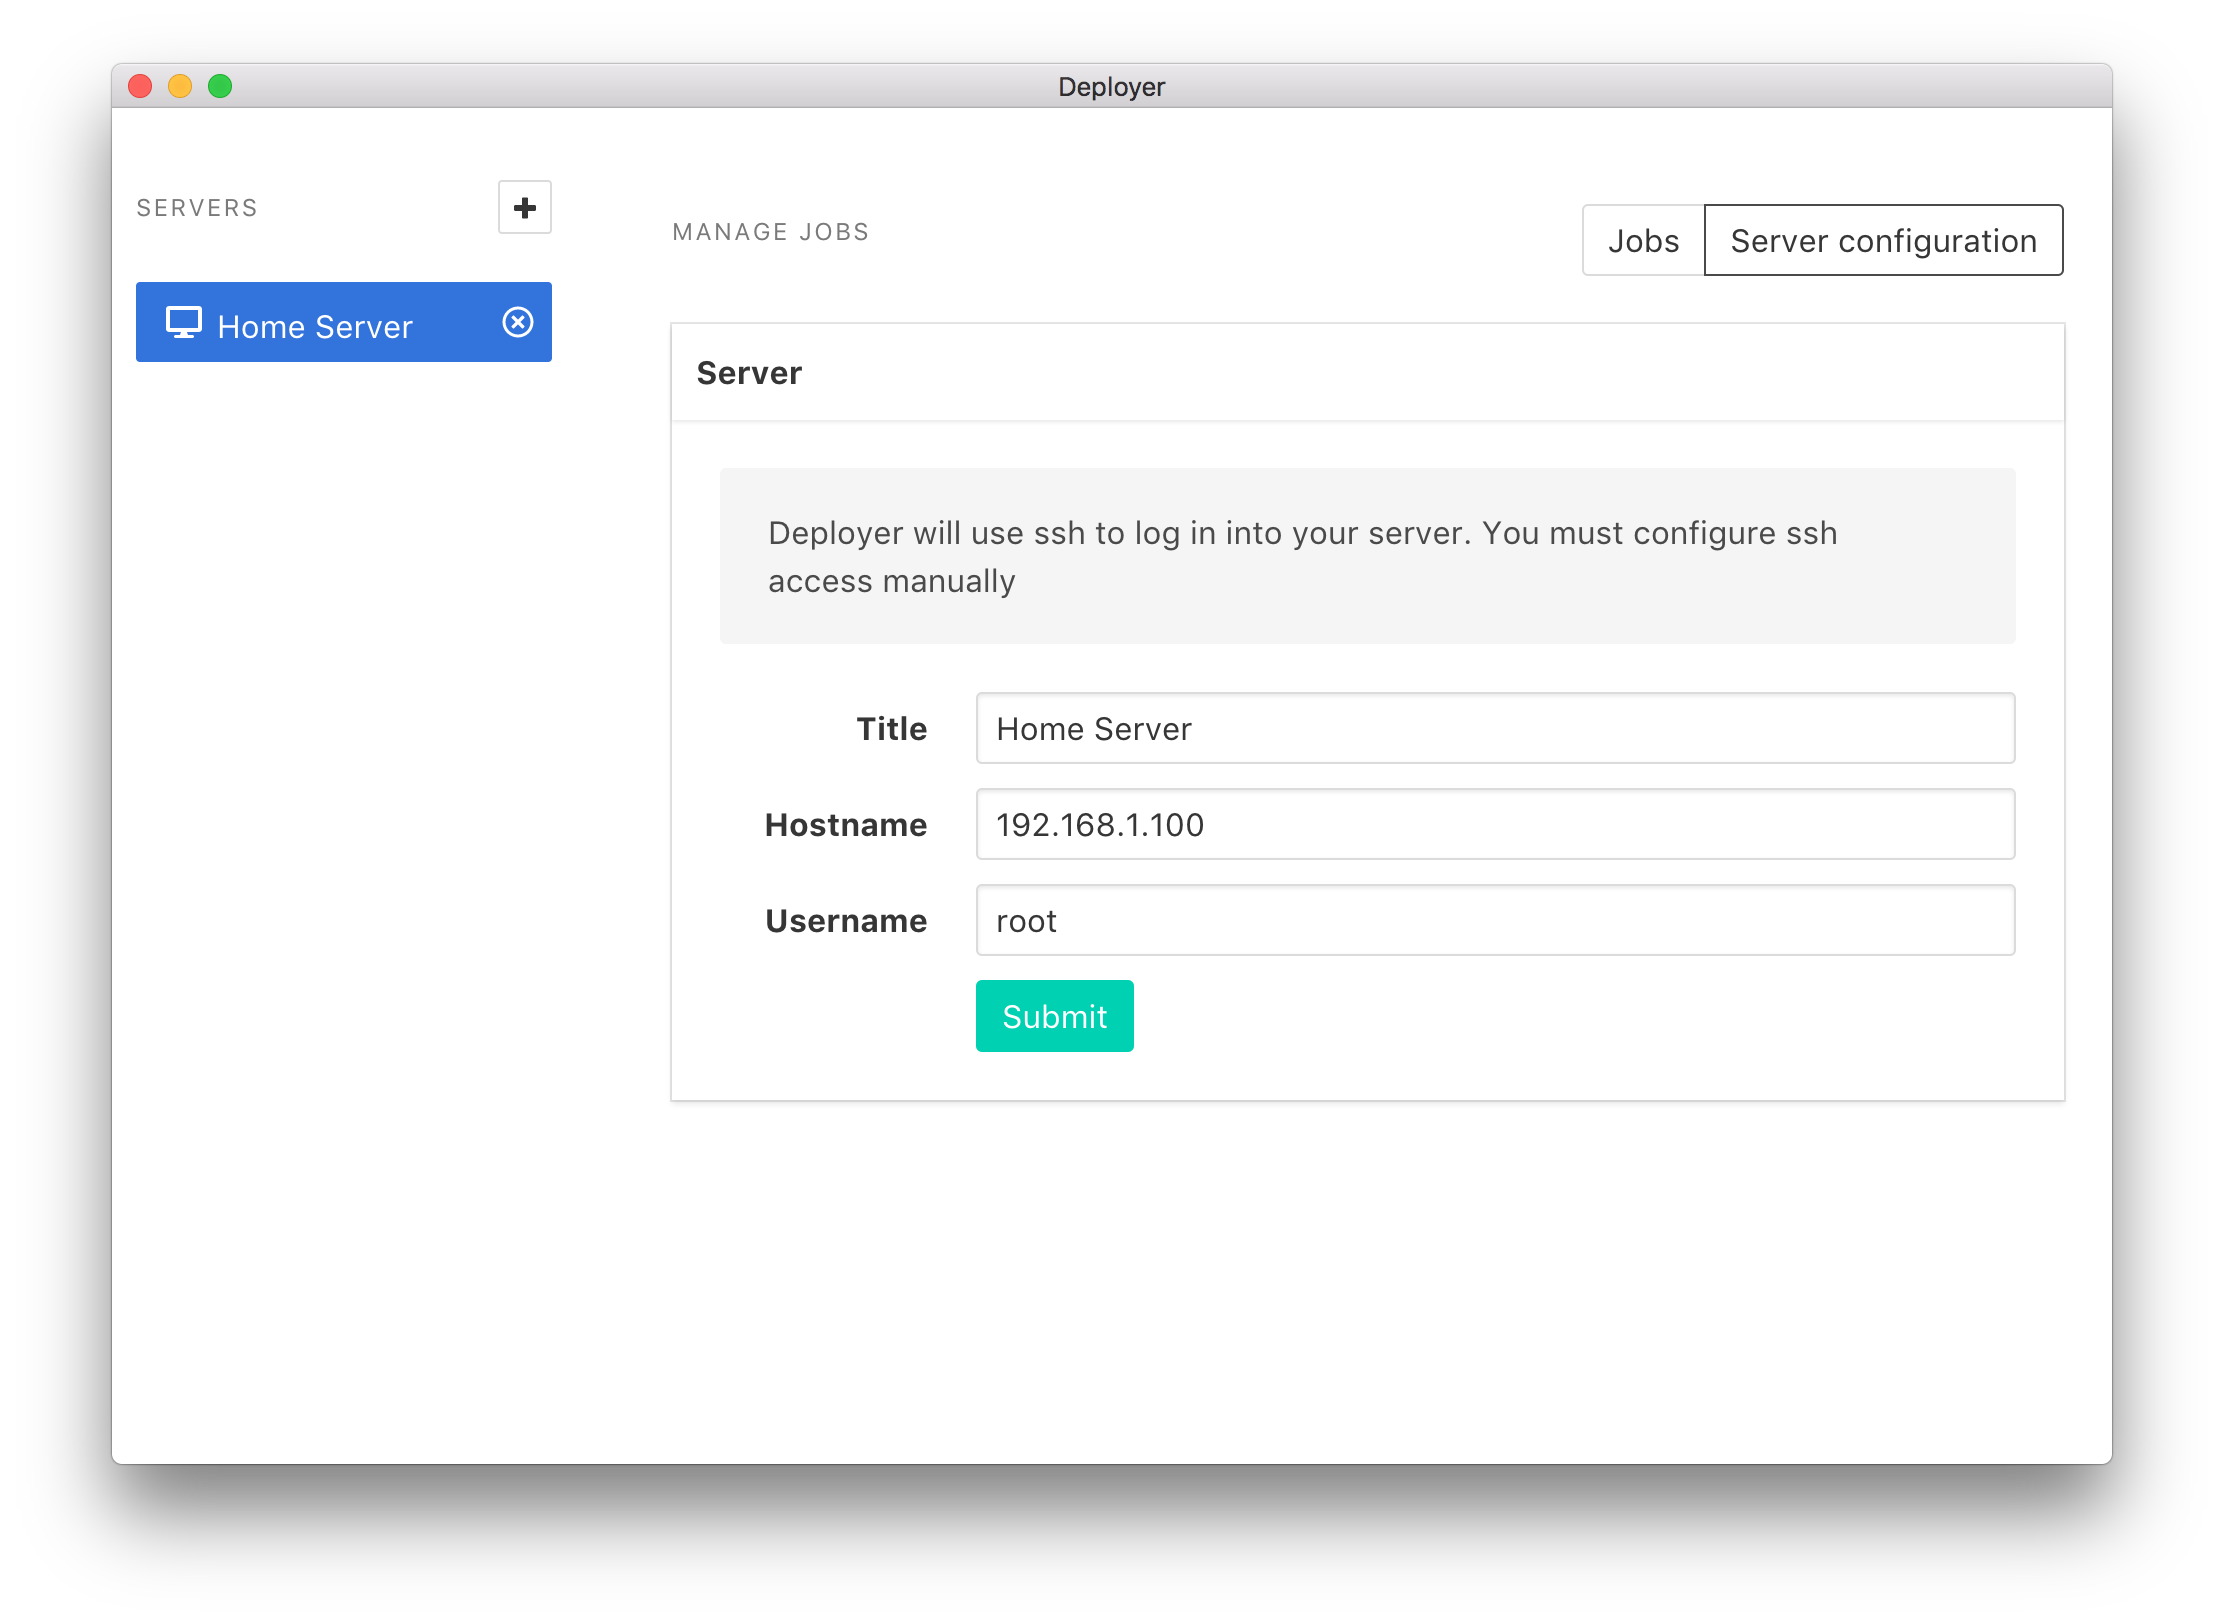 Deployer
SERVERS
Home Server
MANAGE JOBS
Jobs
Server configuration
Server
Deployer will use ssh to log in into your server. You must configure ssh
access manually
Title
Home Server
Hostname
192.168.1.100
Username
root
Submit